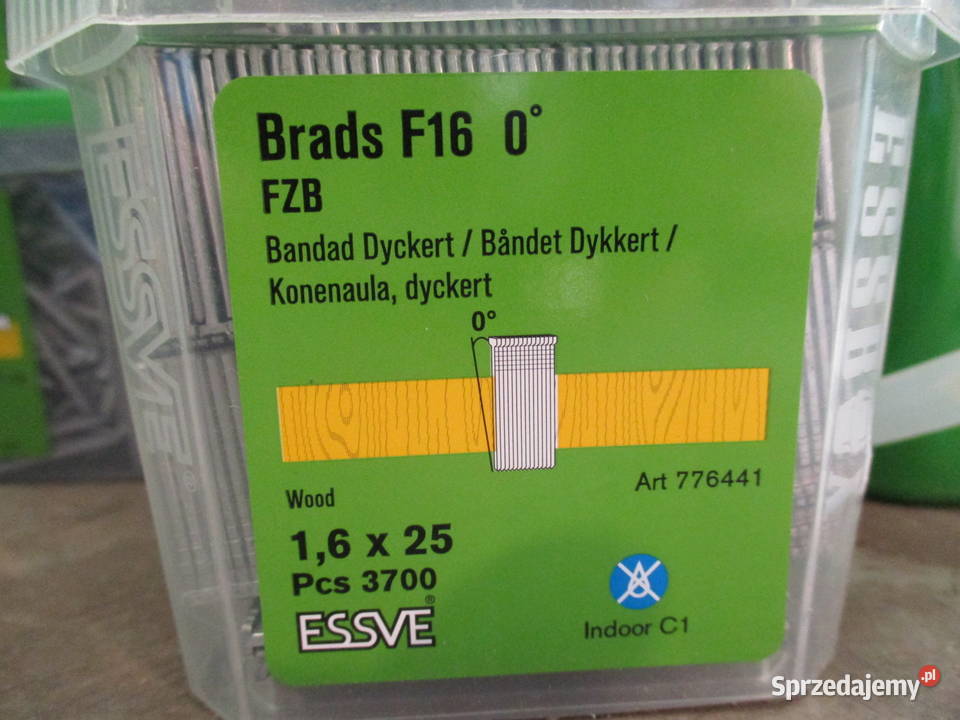 Brads F16 0°
FZB
Bandad Dyckert / Båndet Dykkert /
Konenaula, dyckert
0°
Wood
Art 776441
1,6 x 25
Pcs 3700
ESSVE®
Indoor C1
ESSVE
ESSVE
Sprzedajemy.pl